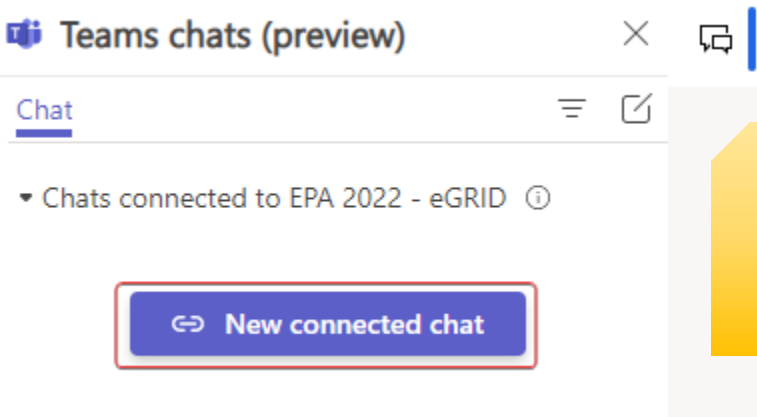 Teams chats (preview)
Chat
Chats connected to EPA 2022 - eGRID
New connected chat